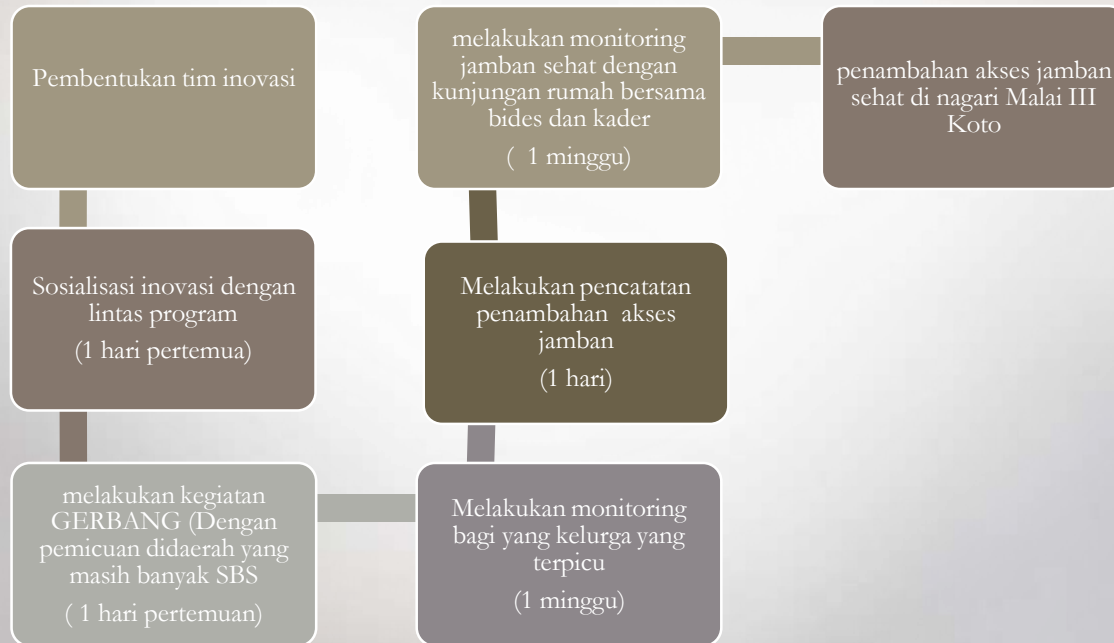 Pembentukan tim inovasi
Sosialisasi inovasi dengan
lintas program
(1 hari pertemua)
melakukan kegiatan
GERBANG (Dengan
pemicuan didaerah yang
masih banyak SBS
( 1 hari pertemuan)
Melakukan monitoring
bagi yang kelurga yang
terpicu
(1 minggu)
Melakukan pencatatan
penambahan akses
jamban
(1 hari)
melakukan monitoring
jamban sehat dengan
kunjungan rumah bersama
bides dan kader
( 1 minggu)
penambahan akses jamban
sehat di nagari Malai III
Koto